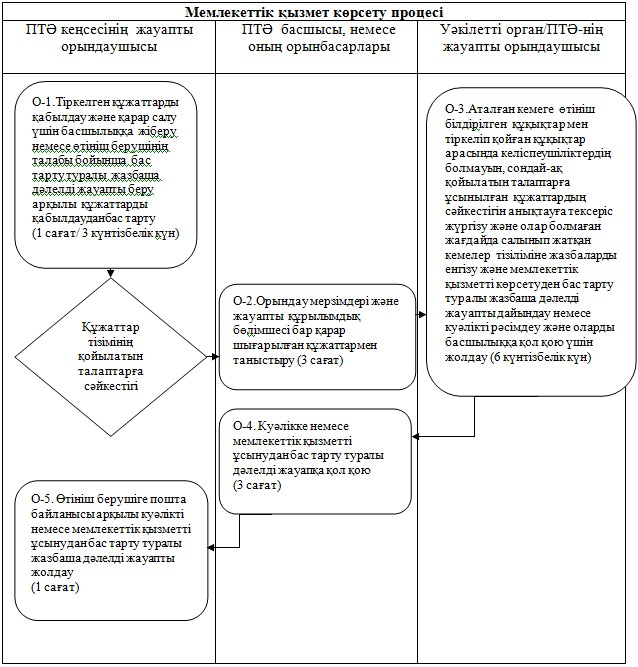 Мемлекеттік қызмет көрсету процесі
ПТӘ кеңсесінің жауапты
орындаушысы
ПТӘ басшысы, немесе
оның орынбасарлары
Уәкілетті орган/ПТӘ-нің
жауапты орындаушысы
О-1.Тіркелген құжаттарды
қабылдау және қарар салу
үшін басшылыққа жіберу
немесе өтініш берушінің
талабы бойынша бас
тарту туралы жазбаша
дәлелді жауапты беру
арқылы құжаттарды
қабылдауданбас тарту
(1 сағат/ 3 күнтізбелік күн)
Құжаттар
тізімінің
қойылатын
талаптарға
сәйкестігі
О-2.Орындау мерзімдері және
жауапты құрылымдық
бөдімшесі бар қарар
шығарылған құжаттармен
таныстыру (3 сағат)
О-3.Аталған кемеге өтініш
білдірілген құқықтар мен
тіркеліп қойған құқықтар
арасында келіспеушіліктердің
болмауын, сондай-ақ
қойылатын талаптарға
ұсынылған құжаттардың
сәйкестігін анықтауға тексеріс
жүргізу және олар болмаған
жағдайда салынып жатқан
кемелер тізіліміне жазбаларды
енгізу және мемлекеттік
қызметті көрсетуден бас тарту
туралы жазбаша дәлелді
жауапты дайындау немесе
куәлікті рәсімдеу және оларды
басшылыққа қол қою үшін
жолдау (6 күнтізбелік күн)
О-4. Куәлікке немесе
мемлекеттік қызметті
ұсынудан бас тарту туралы
дәлелді жауапқа қол қою
(3 сағат)
О-5. Өтініш берушіге пошта
байланысы арқылы куәлікті
немесе мемлекеттік қызметті
ұсынудан бас тарту туралы
жазбаша дәлелді жауапты
жолдау
(1 сағат)